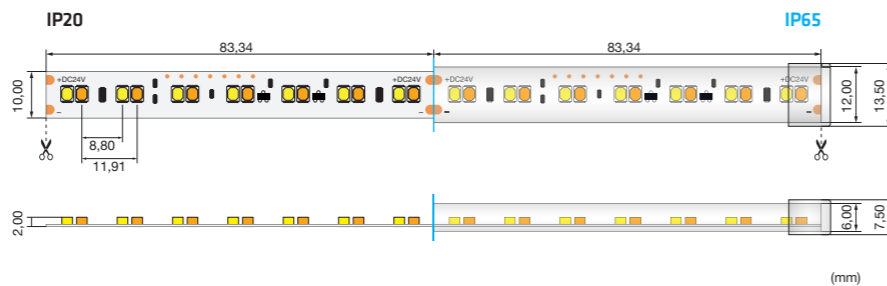 IP20 IP65
83,34 83,34
+DC24V +DC24V +DC24V +DC24V
10,00 12,00 13,50
- - - -
8,80
11,91
2,00 6,00 7,50
(mm)